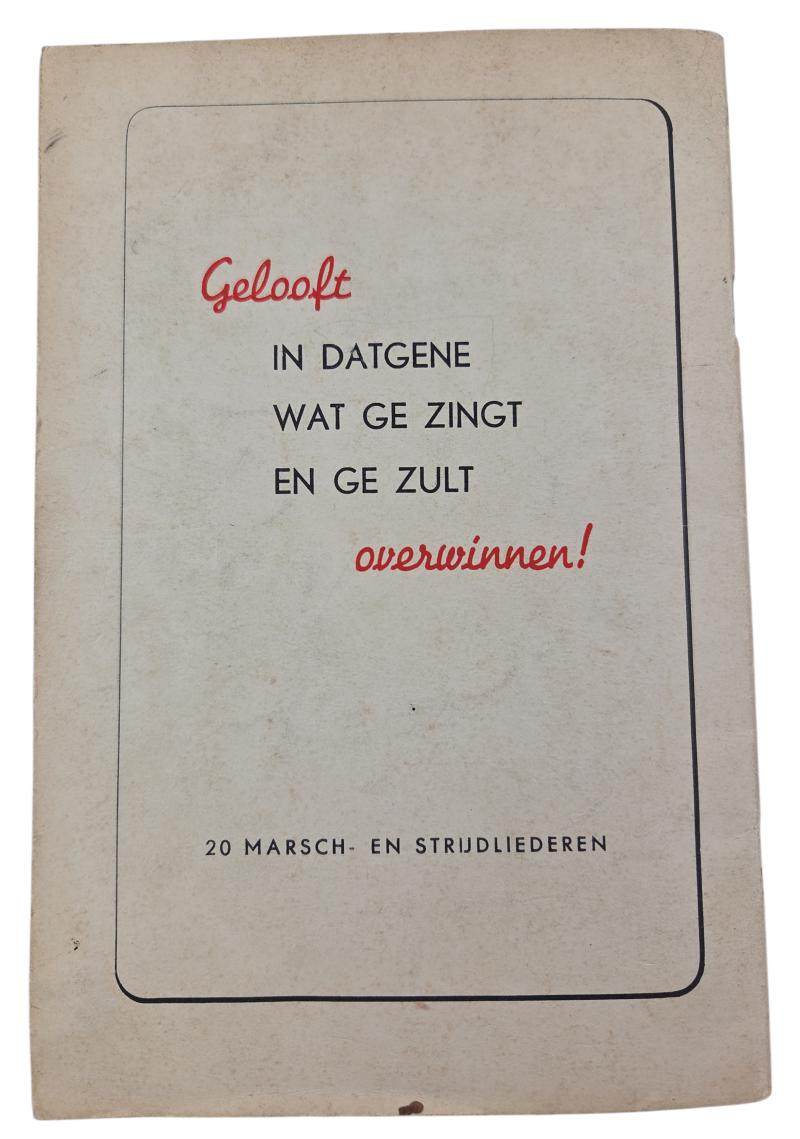 Gelooft
IN DATGENE
WAT GE ZINGT
EN GE ZULT
overwinnen!
20 MARSCH- EN STRIJDLIEDEREN